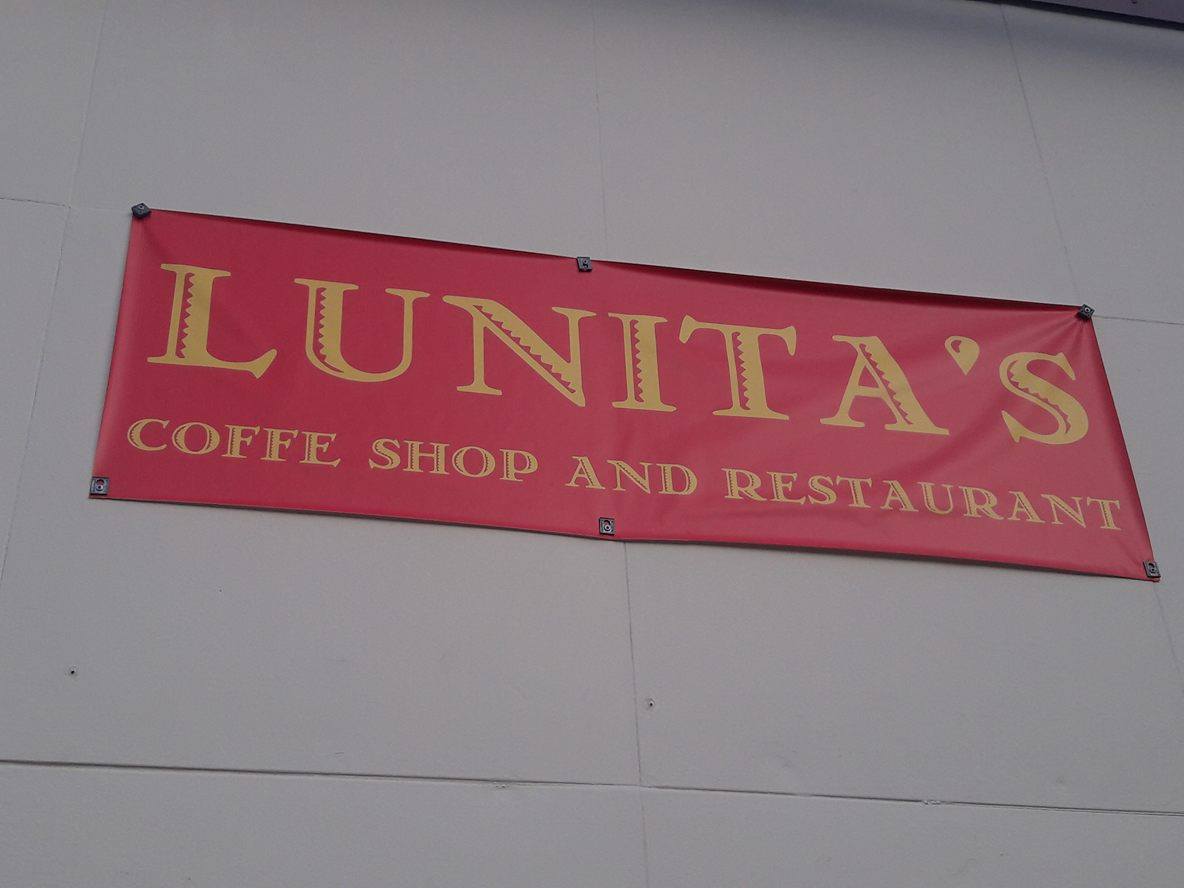 LUNITA'S
COFFE SHOP AND RESTAURANT